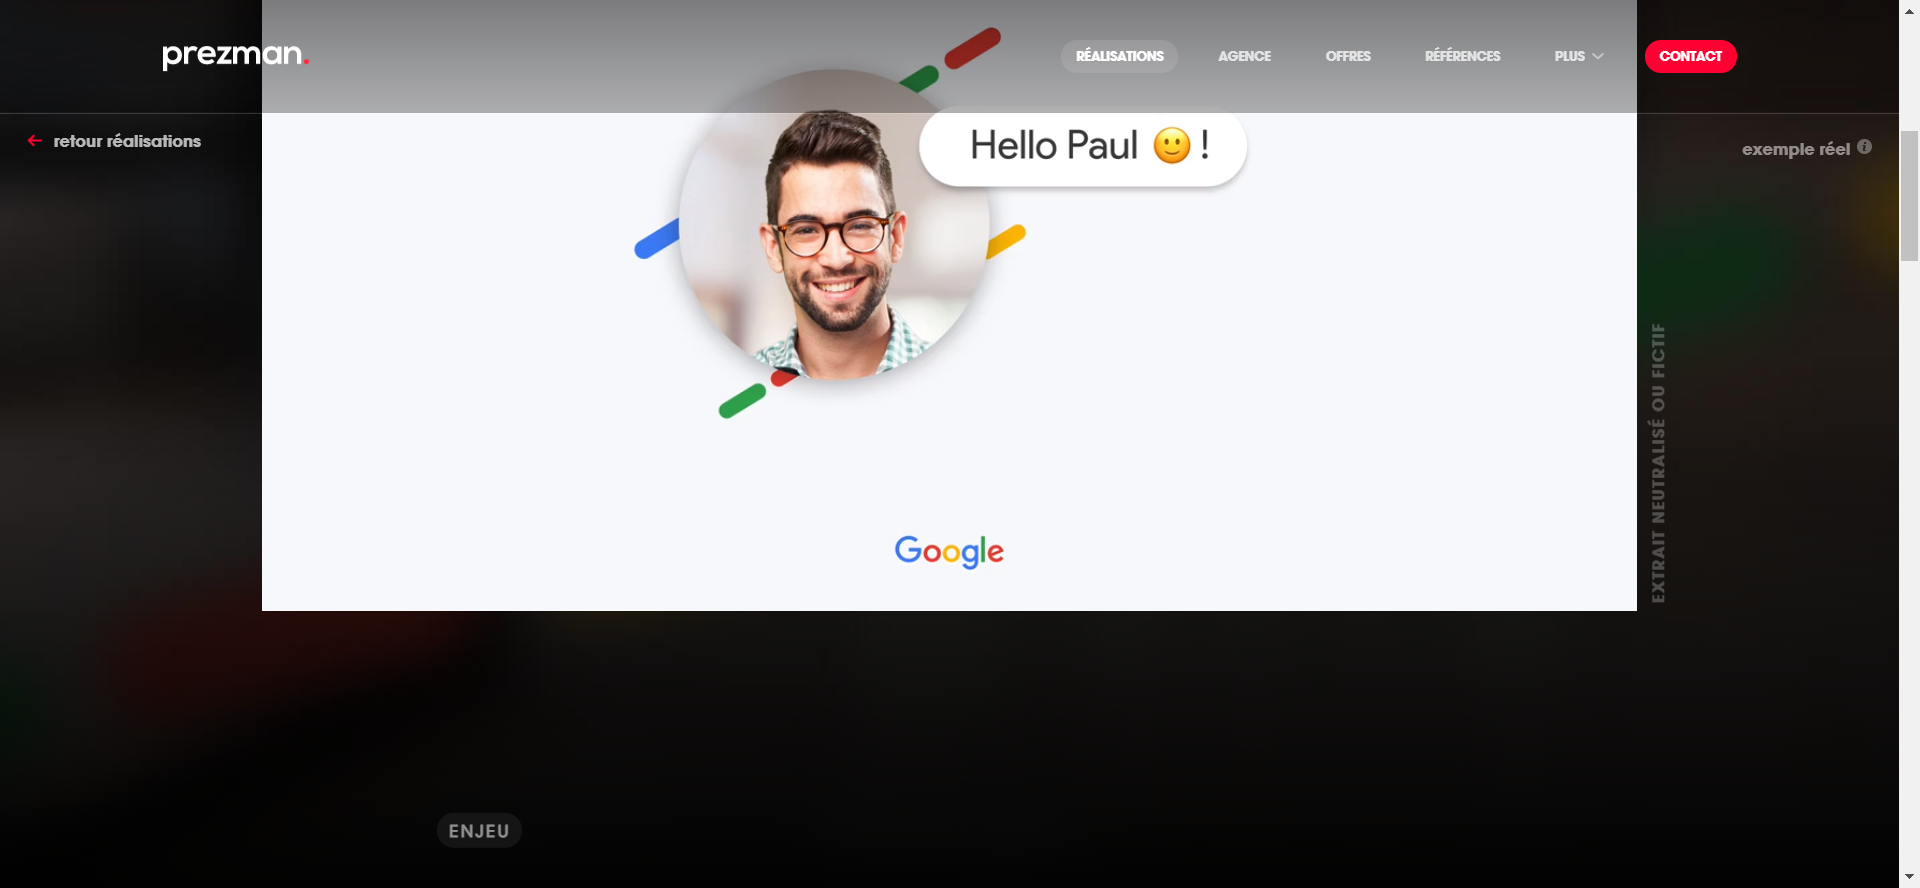 prezman.
RÉALISATIONS
AGENCE
OFFRES
RÉFÉRENCES
PLUS
CONTACT
retour réalisations
exemple réel
Hello Paul 🙂 !
EXTRAIT NEUTRALISÉ OU FICTIF
Google
ENJEU